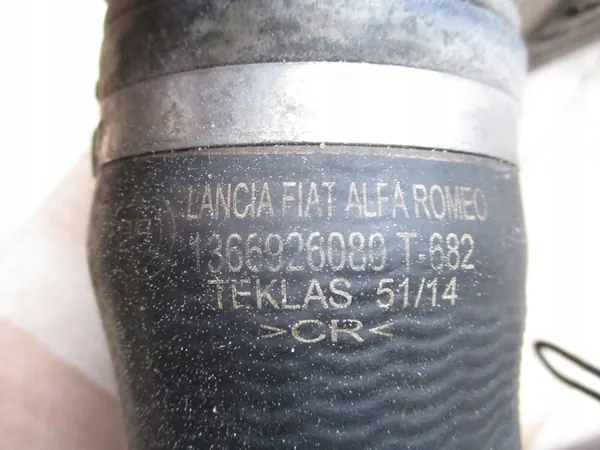 LANCIA FIAT ALFA ROMEO
1366926080 T-682
TEKLAS 51/14
>CR<